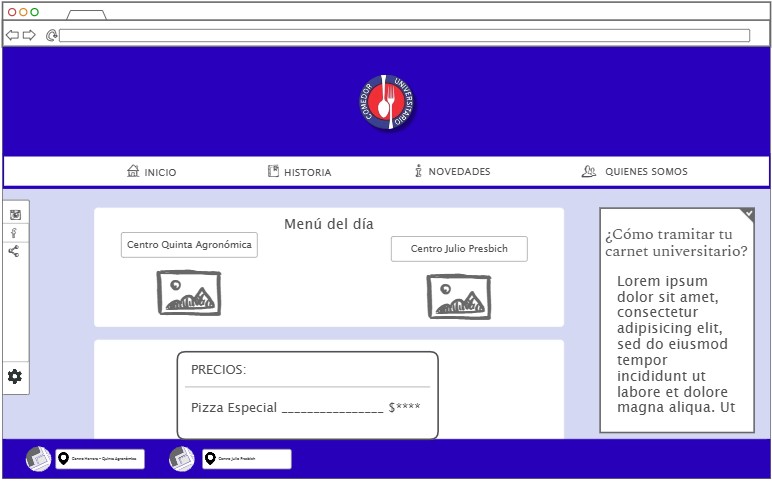 COMEDOR UNIVERSITARIO
INICIO
HISTORIA
NOVEDADES
QUIENES SOMOS
Menú del día
Centro Quinta Agronómica
Centro Julio Presbich
PRECIOS:
Pizza Especial ________________ $****
¿Cómo tramitar tu
carnet universitario?
Lorem ipsum
dolor sit amet,
consectetur
adipisicing elit,
sed do eiusmod
tempor
incididunt ut
labore et dolore
magna aliqua. Ut
Centro Herrera – Quinta Agronómica
Centro Julio Presbich